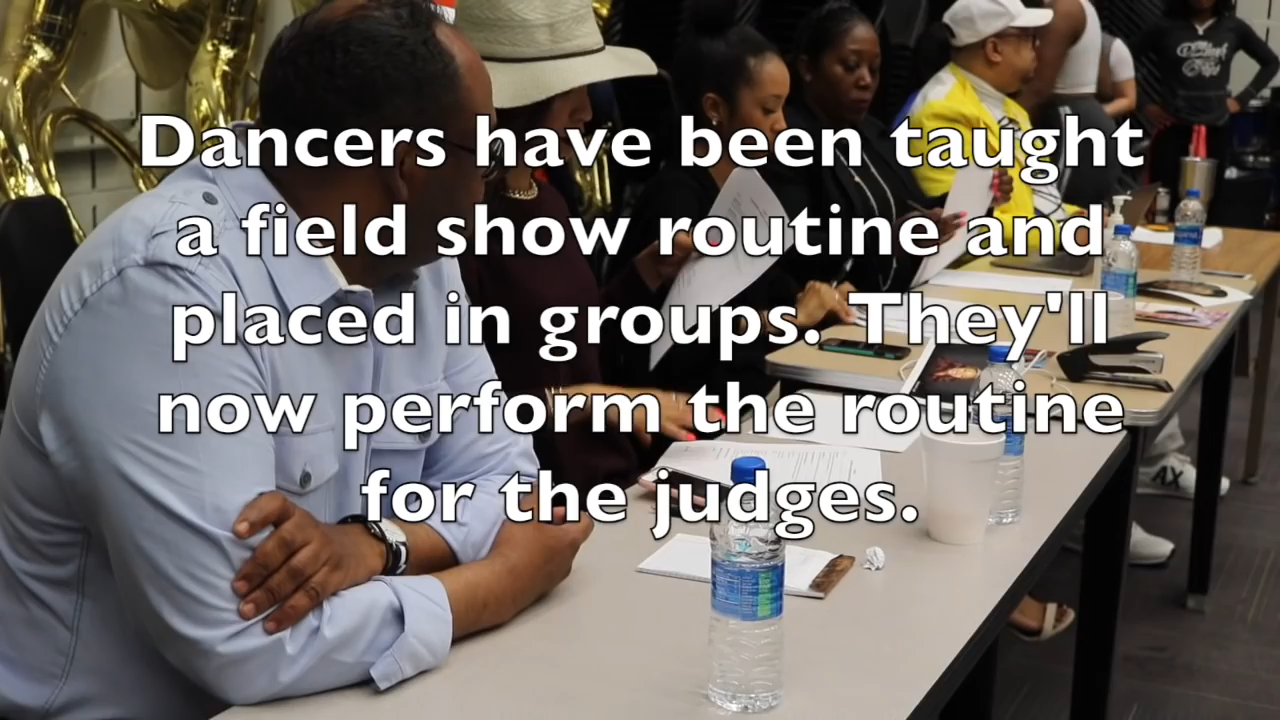 Dancers have been taught
a field show routine and
placed in groups. They'll
now perform the routine
for the judges.